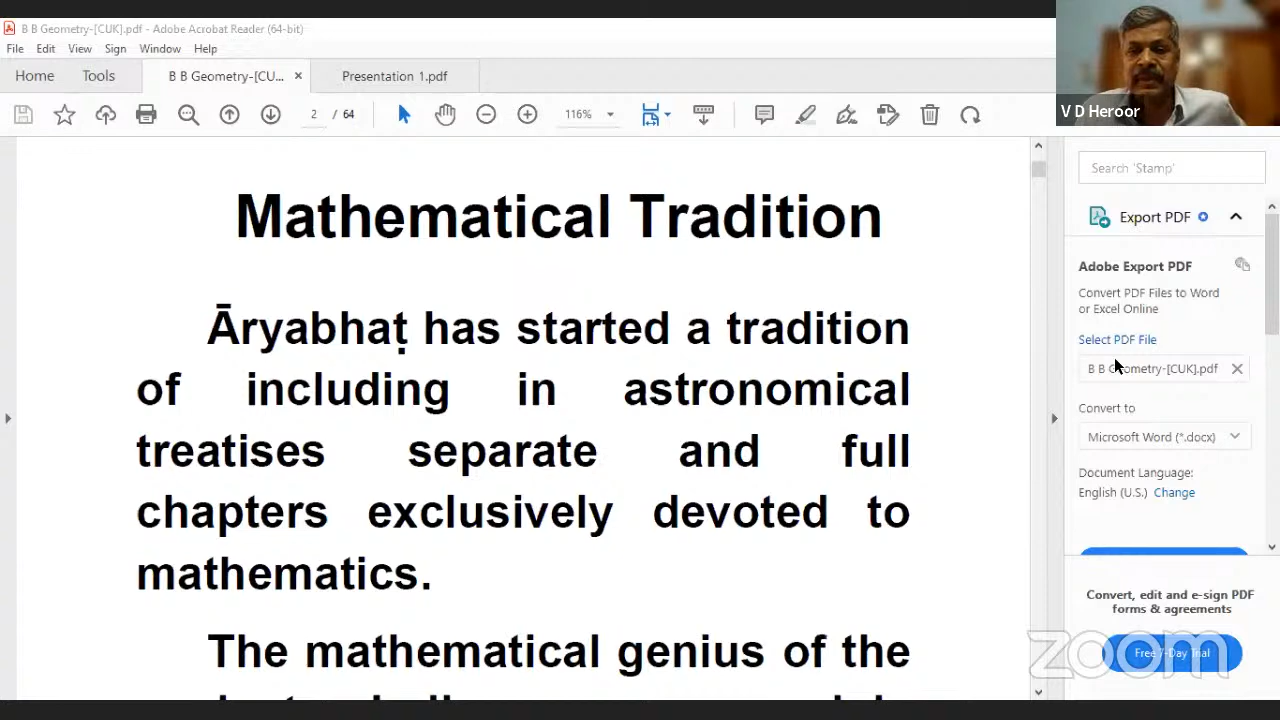 B B Geometry-[CUK].pdf - Adobe Acrobat Reader (64-bit)
File Edit View Sign Window Help
Home Tools B B Geometry-[CU... × Presentation 1.pdf
2 / 64 116%
V D Heroor
Mathematical Tradition
Āryabhaṭ has started a tradition
of including in astronomical
treatises separate and full
chapters exclusively devoted to
mathematics.
The mathematical genius of the
Search 'Stamp'
Export PDF
Adobe Export PDF
Convert PDF Files to Word
or Excel Online
Select PDF File
B B Geometry-[CUK].pdf
Convert to
Microsoft Word (*.docx)
Document Language:
English (U.S.) Change
Convert, edit and e-sign PDF
forms & agreements
Free 7-Day Trial
zoom